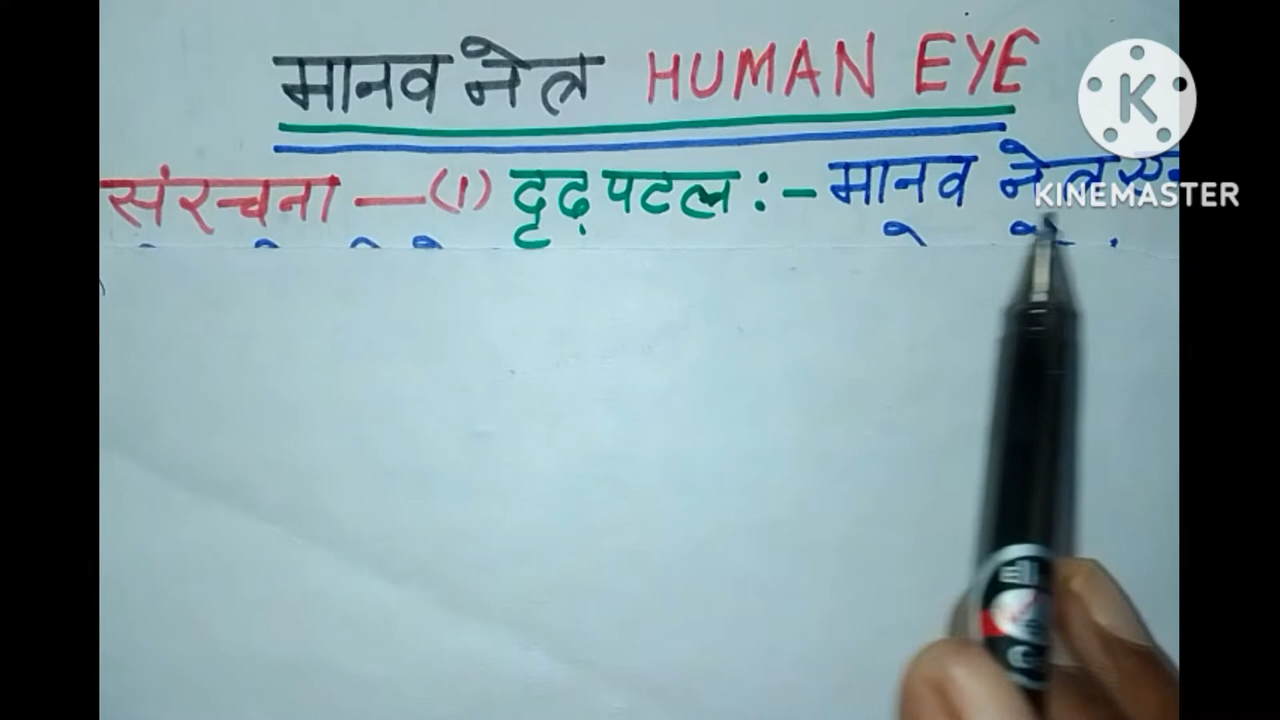 मानव नेत्र HUMAN EYE
संरचना — (1) दृढ़ पटल :- मानव नेत्र
K
KINEMASTER